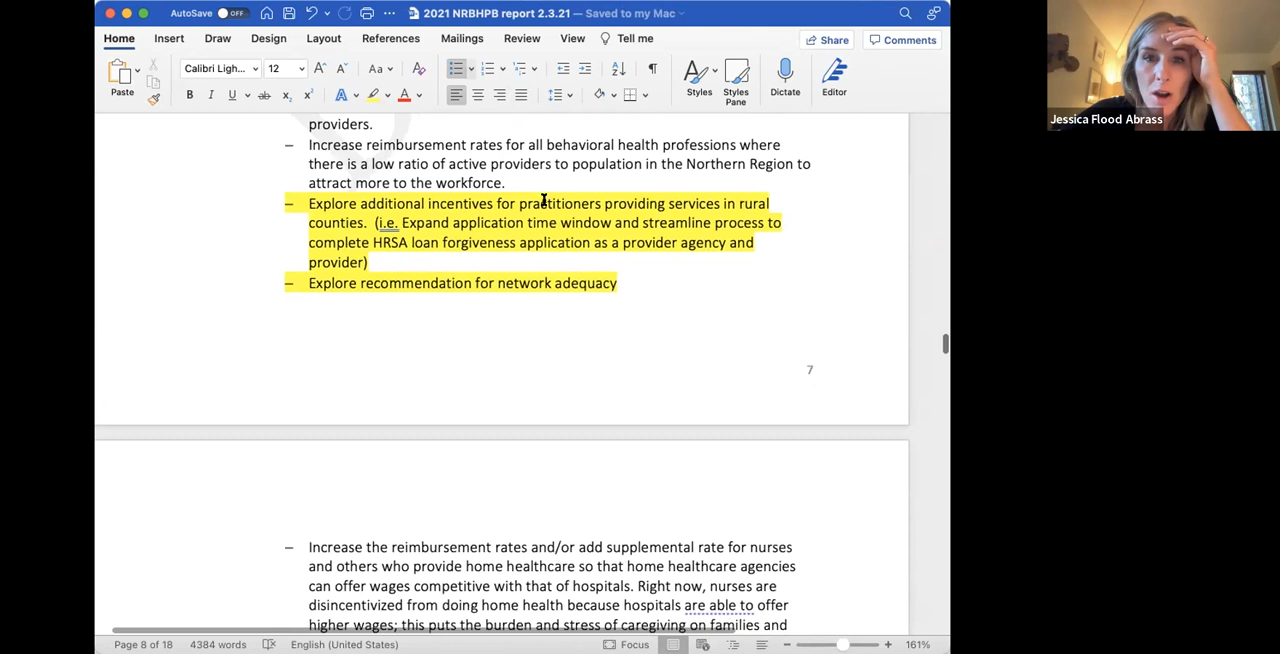 AutoSave OFF 2021 NRBHPB report 2.3.21 — Saved to my Mac
Home Insert Draw Design Layout References Mailings Review View Tell me Share Comments
Paste Calibri Ligh... 12 Aa Styles Styles Pane Dictate Editor
B I U ab x2 x2 A A
providers.
– Increase reimbursement rates for all behavioral health professions where
there is a low ratio of active providers to population in the Northern Region to
attract more to the workforce.
– Explore additional incentives for practitioners providing services in rural
counties. (i.e. Expand application time window and streamline process to
complete HRSA loan forgiveness application as a provider agency and
provider)
– Explore recommendation for network adequacy
7
– Increase the reimbursement rates and/or add supplemental rate for nurses
and others who provide home healthcare so that home healthcare agencies
can offer wages competitive with that of hospitals. Right now, nurses are
disincentivized from doing home health because hospitals are able to offer
higher wages; this puts the burden and stress of caregiving on families and
Page 8 of 18 4384 words English (United States) Focus 161%
Jessica Flood Abrass